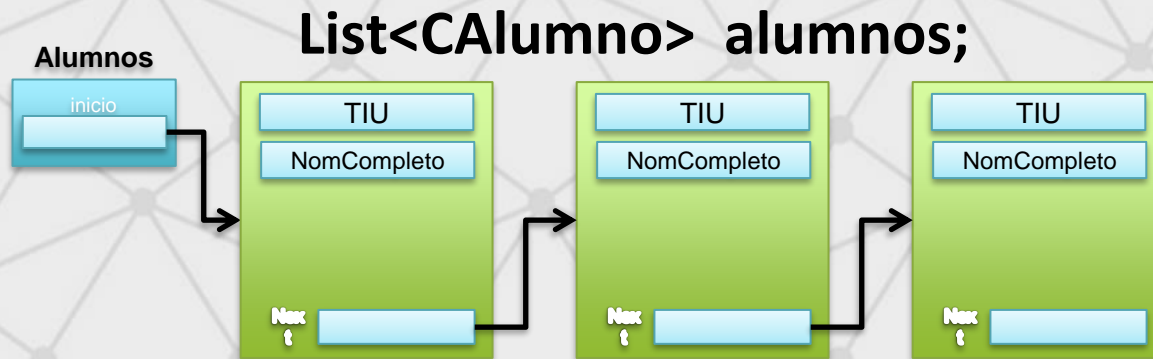 List<CAlumno> alumnos;
Alumnos
inicio
TIU
NomCompleto
Nex
t
TIU
NomCompleto
Nex
t
TIU
NomCompleto
Nex
t